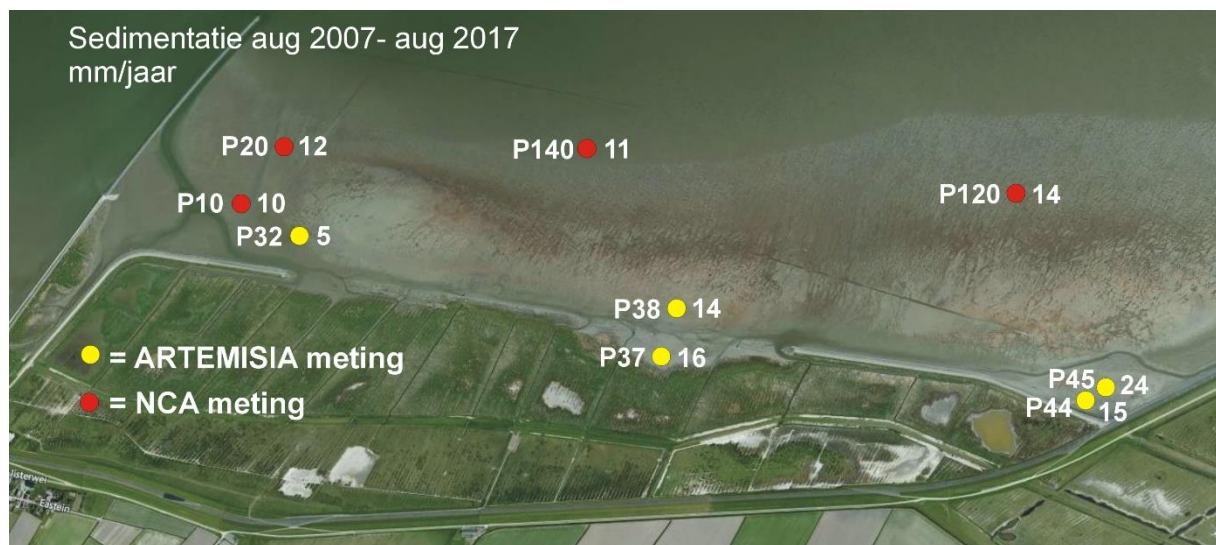 Sedimentatie aug 2007- aug 2017
mm/jaar
P20 12
P140 11
P10 10
P120 14
P32 5
P38 14
P37 16
= ARTEMISIA meting
P45 24
P44 15
= NCA meting
Eastein